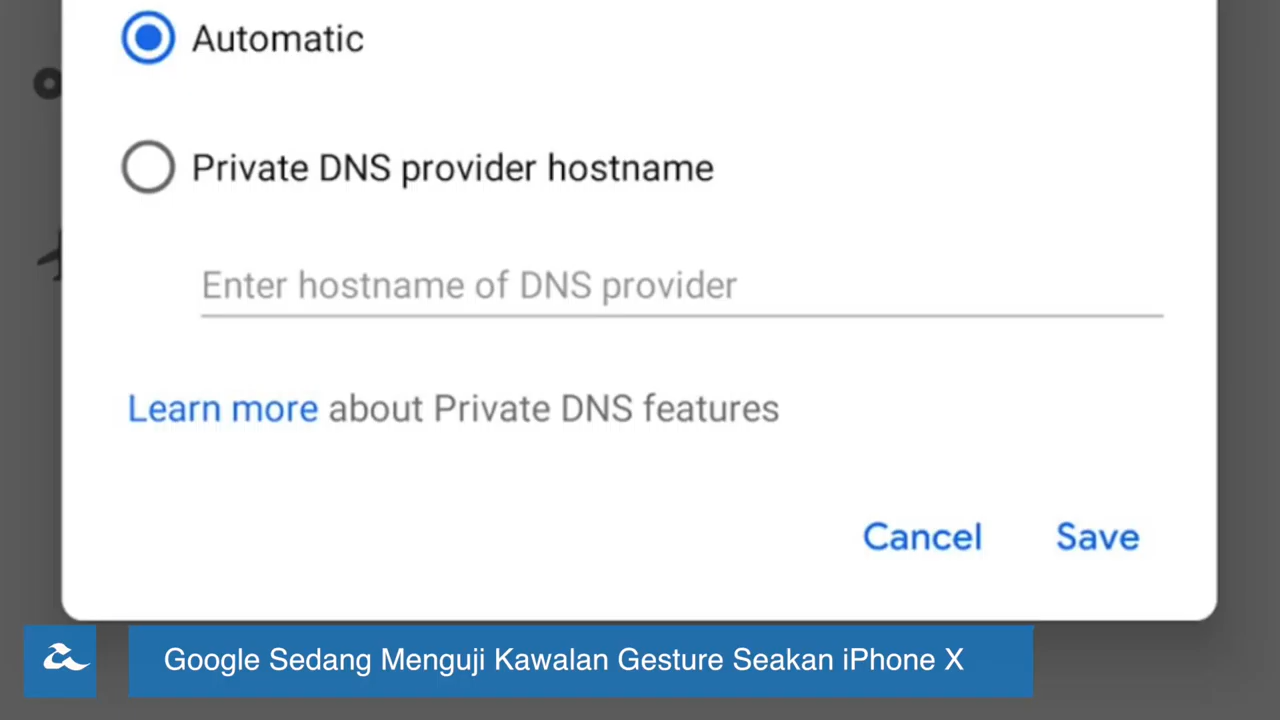 Automatic
Private DNS provider hostname
Enter hostname of DNS provider
Learn more about Private DNS features
Cancel Save
Google Sedang Menguji Kawalan Gesture Seakan iPhone X